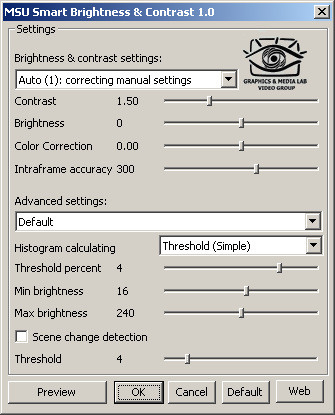 MSU Smart Brightness & Contrast 1.0
Settings
Brightness & contrast settings:
Auto (1): correcting manual settings
GRAPHICS & MEDIA LAB
VIDEO GROUP
Contrast 1.50
Brightness 0
Color Correction 0.00
Intraframe accuracy 300
Advanced settings:
Default
Histogram calculating Threshold (Simple)
Threshold percent 4
Min brightness 16
Max brightness 240
Scene change detection
Threshold 4
Preview OK Cancel Default Web